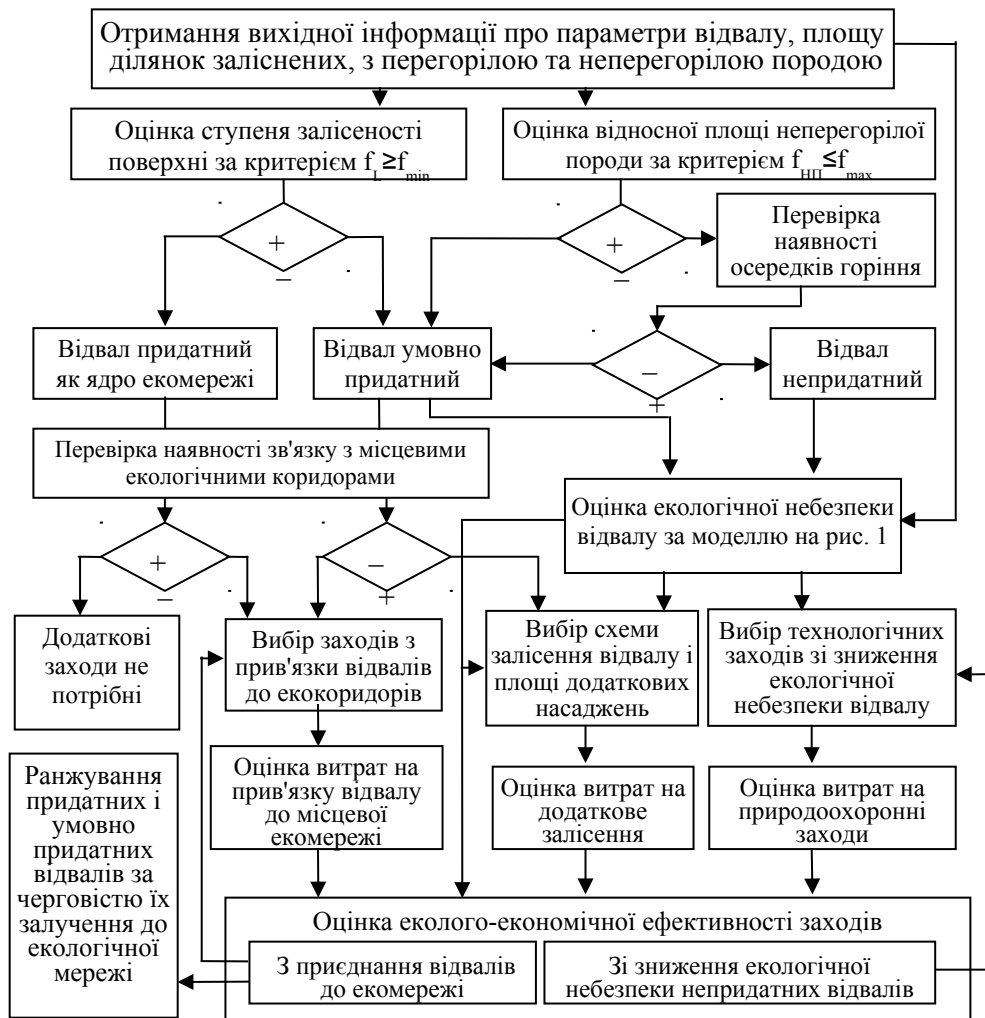 Отримання вихідної інформації про параметри відвалу, площу
ділянок заліснених, з перегорілою та неперегорілою породою
Оцінка ступеня залісеності
поверхні за критерієм f_L ≥ f_min
Оцінка відносної площі неперегорілої
породи за критерієм f_НП ≤ f_max
+
–
+
–
Перевірка
наявності
осередків горіння
Відвал придатний
як ядро екомережі
Відвал умовно
придатний
–
+
Відвал
непридатний
Перевірка наявності зв'язку з місцевими
екологічними коридорами
Оцінка екологічної небезпеки
відвалу за моделлю на рис. 1
+
–
–
+
Додаткові
заходи не
потрібні
Вибір заходів з
прив'язки відвалів
до екокоридорів
Вибір схеми
залісення відвалу і
площі додаткових
насаджень
Вибір технологічних
заходів зі зниження
екологічної
небезпеки відвалу
Ранжування
придатних і
умовно
придатних
відвалів за
черговістю їх
залучення до
екологічної
мережі
Оцінка витрат на
прив'язку відвалу
до місцевої
екомережі
Оцінка витрат на
додаткове
залісення
Оцінка витрат на
природоохоронні
заходи
Оцінка еколого-економічної ефективності заходів
З приєднання відвалів
до екомережі
Зі зниження екологічної
небезпеки непридатних відвалів